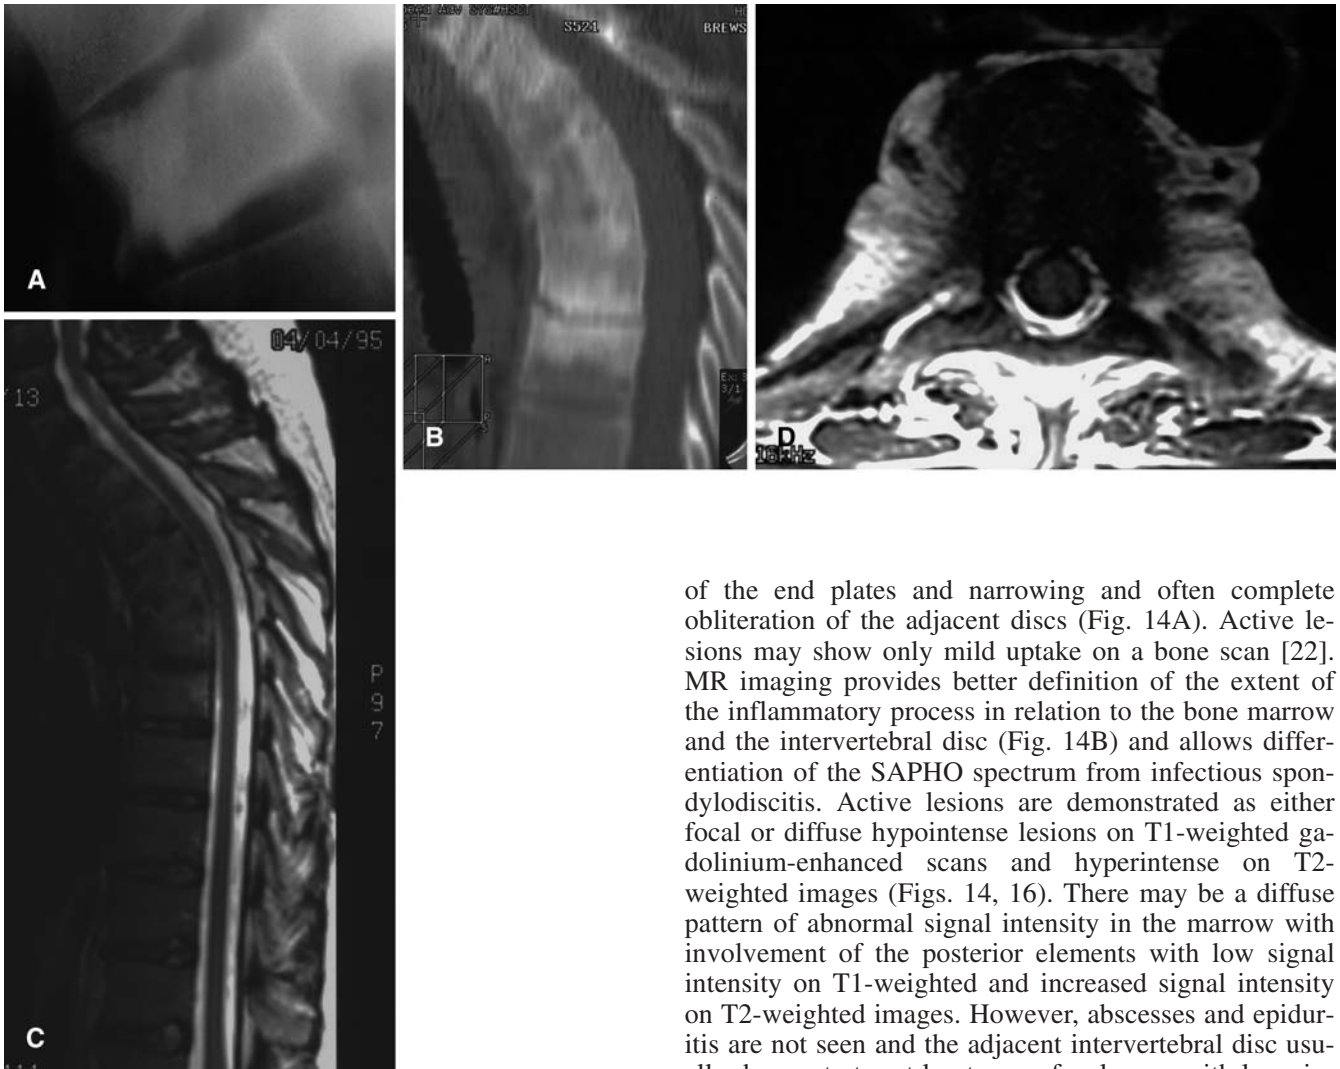 A
S521
BREWS
B
D
16kHz
04/04/95
/13
P
9
7
C
of the end plates and narrowing and often complete
obliteration of the adjacent discs (Fig. 14A). Active le-
sions may show only mild uptake on a bone scan [22].
MR imaging provides better definition of the extent of
the inflammatory process in relation to the bone marrow
and the intervertebral disc (Fig. 14B) and allows differ-
entiation of the SAPHO spectrum from infectious spon-
dylodiscitis. Active lesions are demonstrated as either
focal or diffuse hypointense lesions on T1-weighted ga-
dolinium-enhanced scans and hyperintense on T2-
weighted images (Figs. 14, 16). There may be a diffuse
pattern of abnormal signal intensity in the marrow with
involvement of the posterior elements with low signal
intensity on T1-weighted and increased signal intensity
on T2-weighted images. However, abscesses and epidur-
itis are not seen and the adjacent intervertebral disc usu-